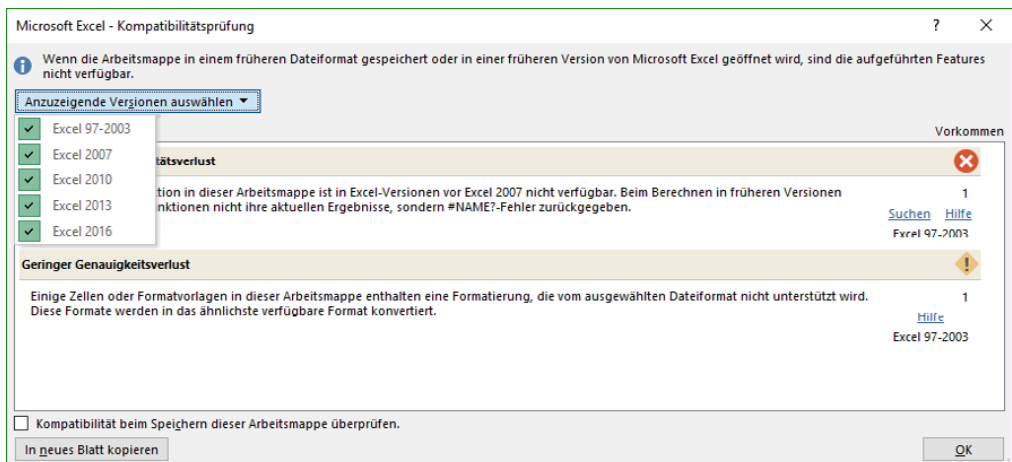 Microsoft Excel - Kompatibilitätsprüfung
Wenn die Arbeitsmappe in einem früheren Dateiformat gespeichert oder in einer früheren Version von Microsoft Excel geöffnet wird, sind die aufgeführten Features
nicht verfügbar.
Anzuzeigende Versionen auswählen
Excel 97-2003
Vorkommen
Excel 2007
Excel 2010
Excel 2013
Excel 2016
tätsverlust
tion in dieser Arbeitsmappe ist in Excel-Versionen vor Excel 2007 nicht verfügbar. Beim Berechnen in früheren Versionen
nktionen nicht ihre aktuellen Ergebnisse, sondern #NAME?-Fehler zurückgegeben.
1
Suchen Hilfe
Excel 97-2003
Geringer Genauigkeitsverlust
Einige Zellen oder Formatvorlagen in dieser Arbeitsmappe enthalten eine Formatierung, die vom ausgewählten Dateiformat nicht unterstützt wird.
Diese Formate werden in das ähnlichste verfügbare Format konvertiert.
1
Hilfe
Excel 97-2003
Kompatibilität beim Speichern dieser Arbeitsmappe überprüfen.
In neues Blatt kopieren
OK